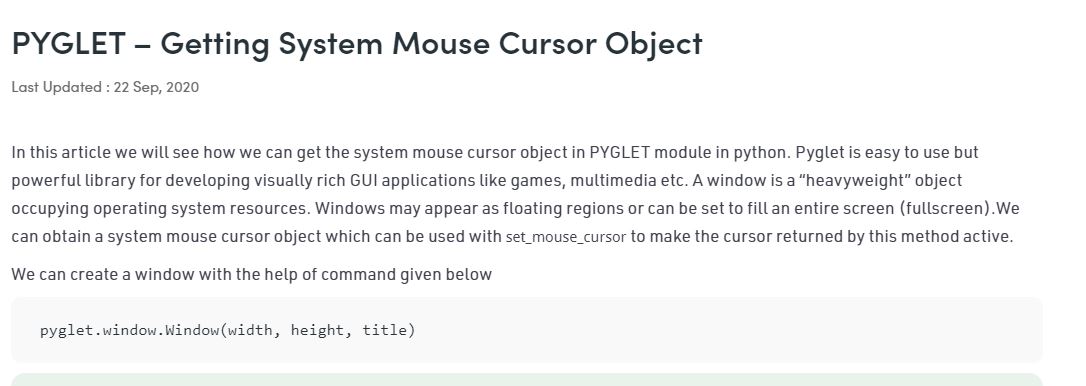 PYGLET – Getting System Mouse Cursor Object
Last Updated : 22 Sep, 2020
In this article we will see how we can get the system mouse cursor object in PYGLET module in python. Pyglet is easy to use but
powerful library for developing visually rich GUI applications like games, multimedia etc. A window is a “heavyweight” object
occupying operating system resources. Windows may appear as floating regions or can be set to fill an entire screen (fullscreen).We
can obtain a system mouse cursor object which can be used with set_mouse_cursor to make the cursor returned by this method active.
We can create a window with the help of command given below
pyglet.window.Window(width, height, title)